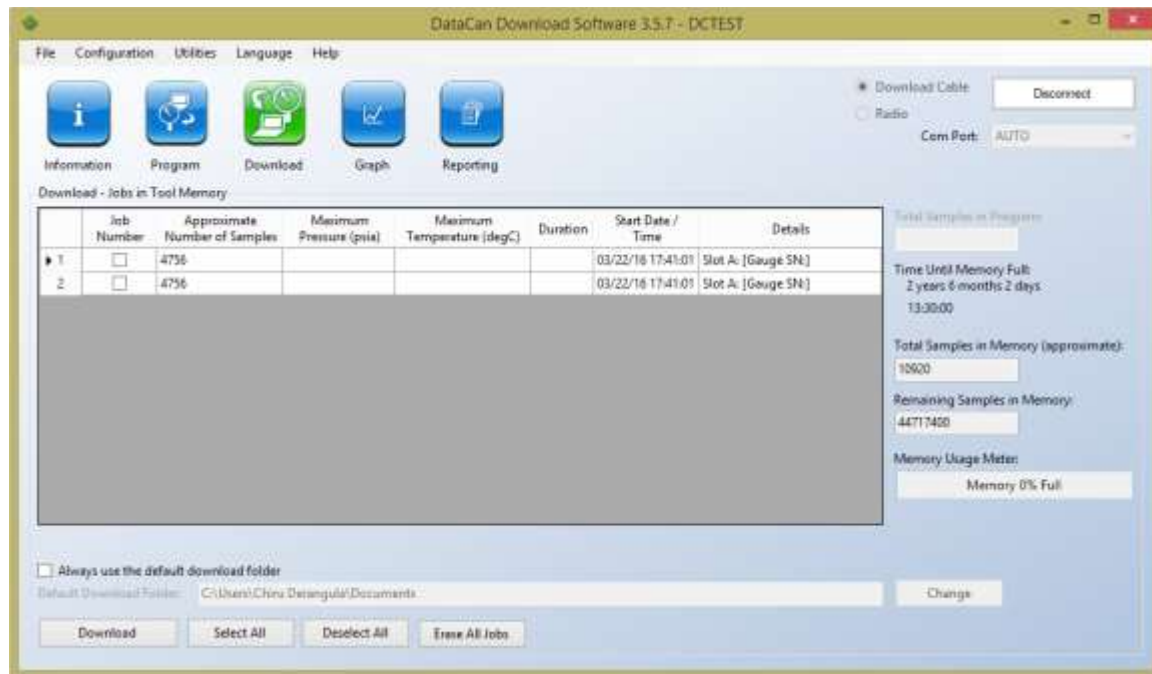 DataCan Download Software 3.5.7 - DCTEST
File Configuration Utilities Language Help
Information Program Download Graph Reporting
Download Cable
Radio
Disconnect
Com Port: AUTO
Download - Jobs in Tool Memory
Job Number Approximate Number of Samples Maximum Pressure (psia) Maximum Temperature (degC) Duration Start Date / Time Details
1 4756 03/22/16 17:41:01 Slot A: [Gauge SN:]
2 4756 03/22/16 17:41:01 Slot A: [Gauge SN:]
Total Samples in Program:
Time Until Memory Full:
2 years 6 months 2 days
13:30:00
Total Samples in Memory (approximate):
10920
Remaining Samples in Memory:
44717400
Memory Usage Meter:
Memory 0% Full
Always use the default download folder
Default Download Folder: C:\Users\Chiru Derangula\Documents
Change
Download Select All Deselect All Erase All Jobs